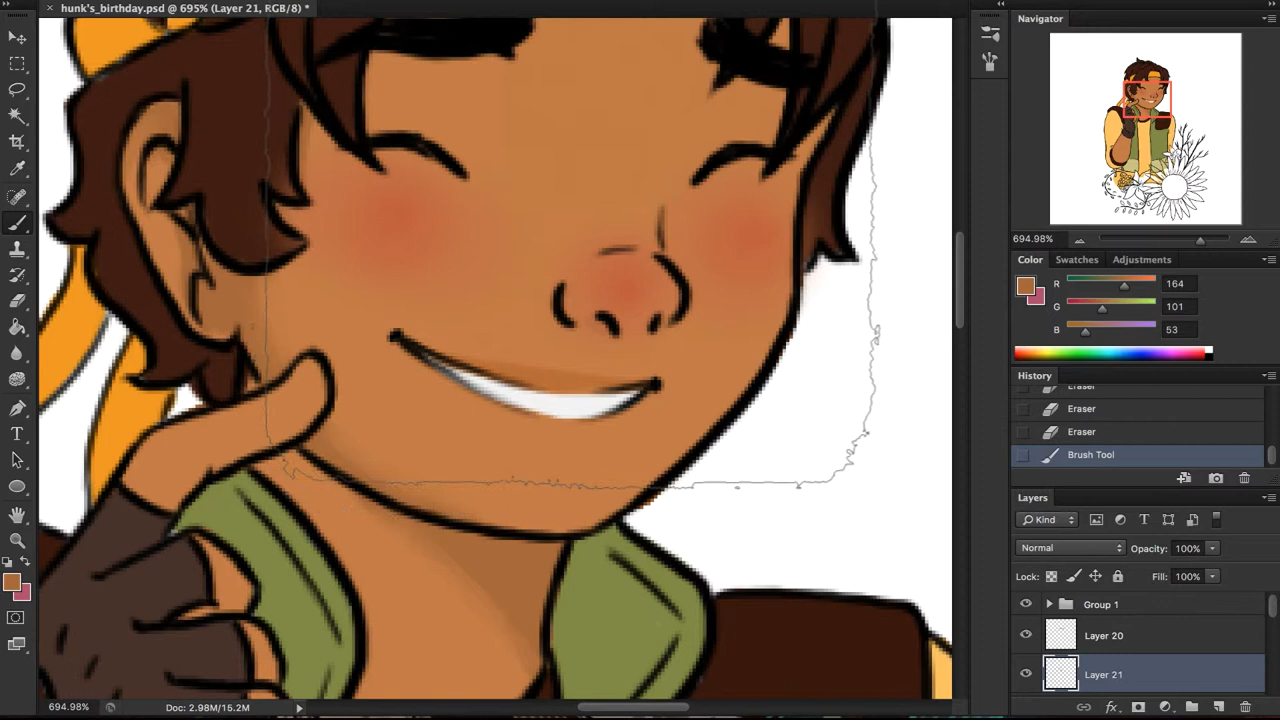 hunk's_birthday.psd @ 695% (Layer 21, RGB/8) *
Navigator
694.98%
Color Swatches Adjustments
R 164
G 101
B 53
History
Eraser
Eraser
Eraser
Brush Tool
Layers
Kind
Normal Opacity: 100%
Lock: Fill: 100%
Group 1
Layer 20
Layer 21
694.98% Doc: 2.98M/15.2M